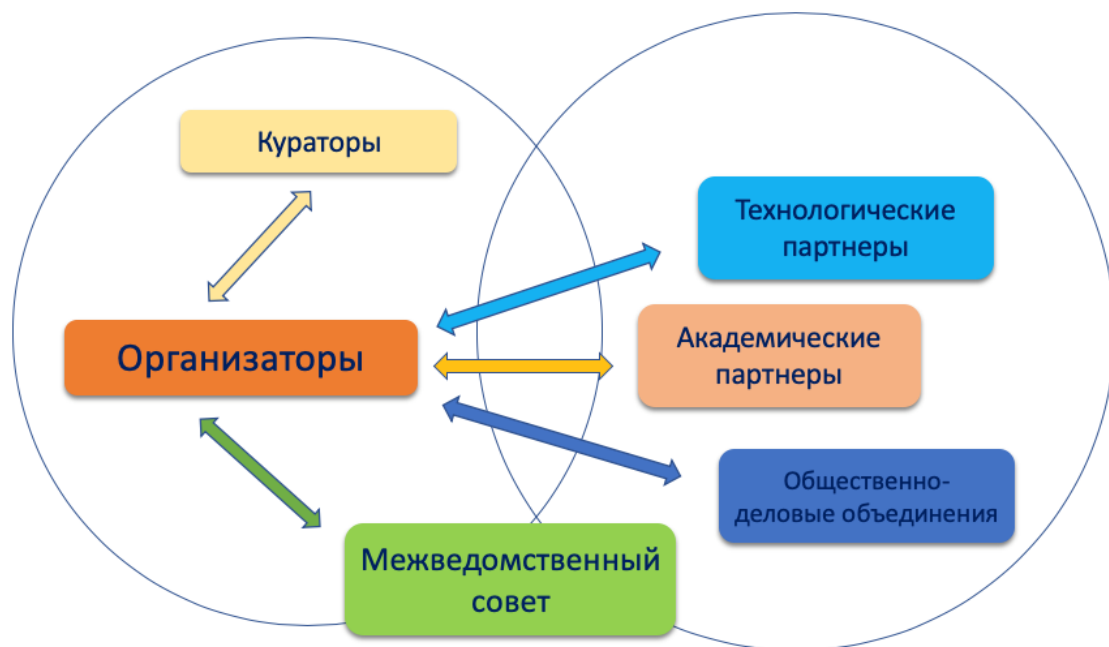 Кураторы
Технологические
партнеры
Организаторы
Академические
партнеры
Общественно-
деловые объединения
Межведомственный
совет